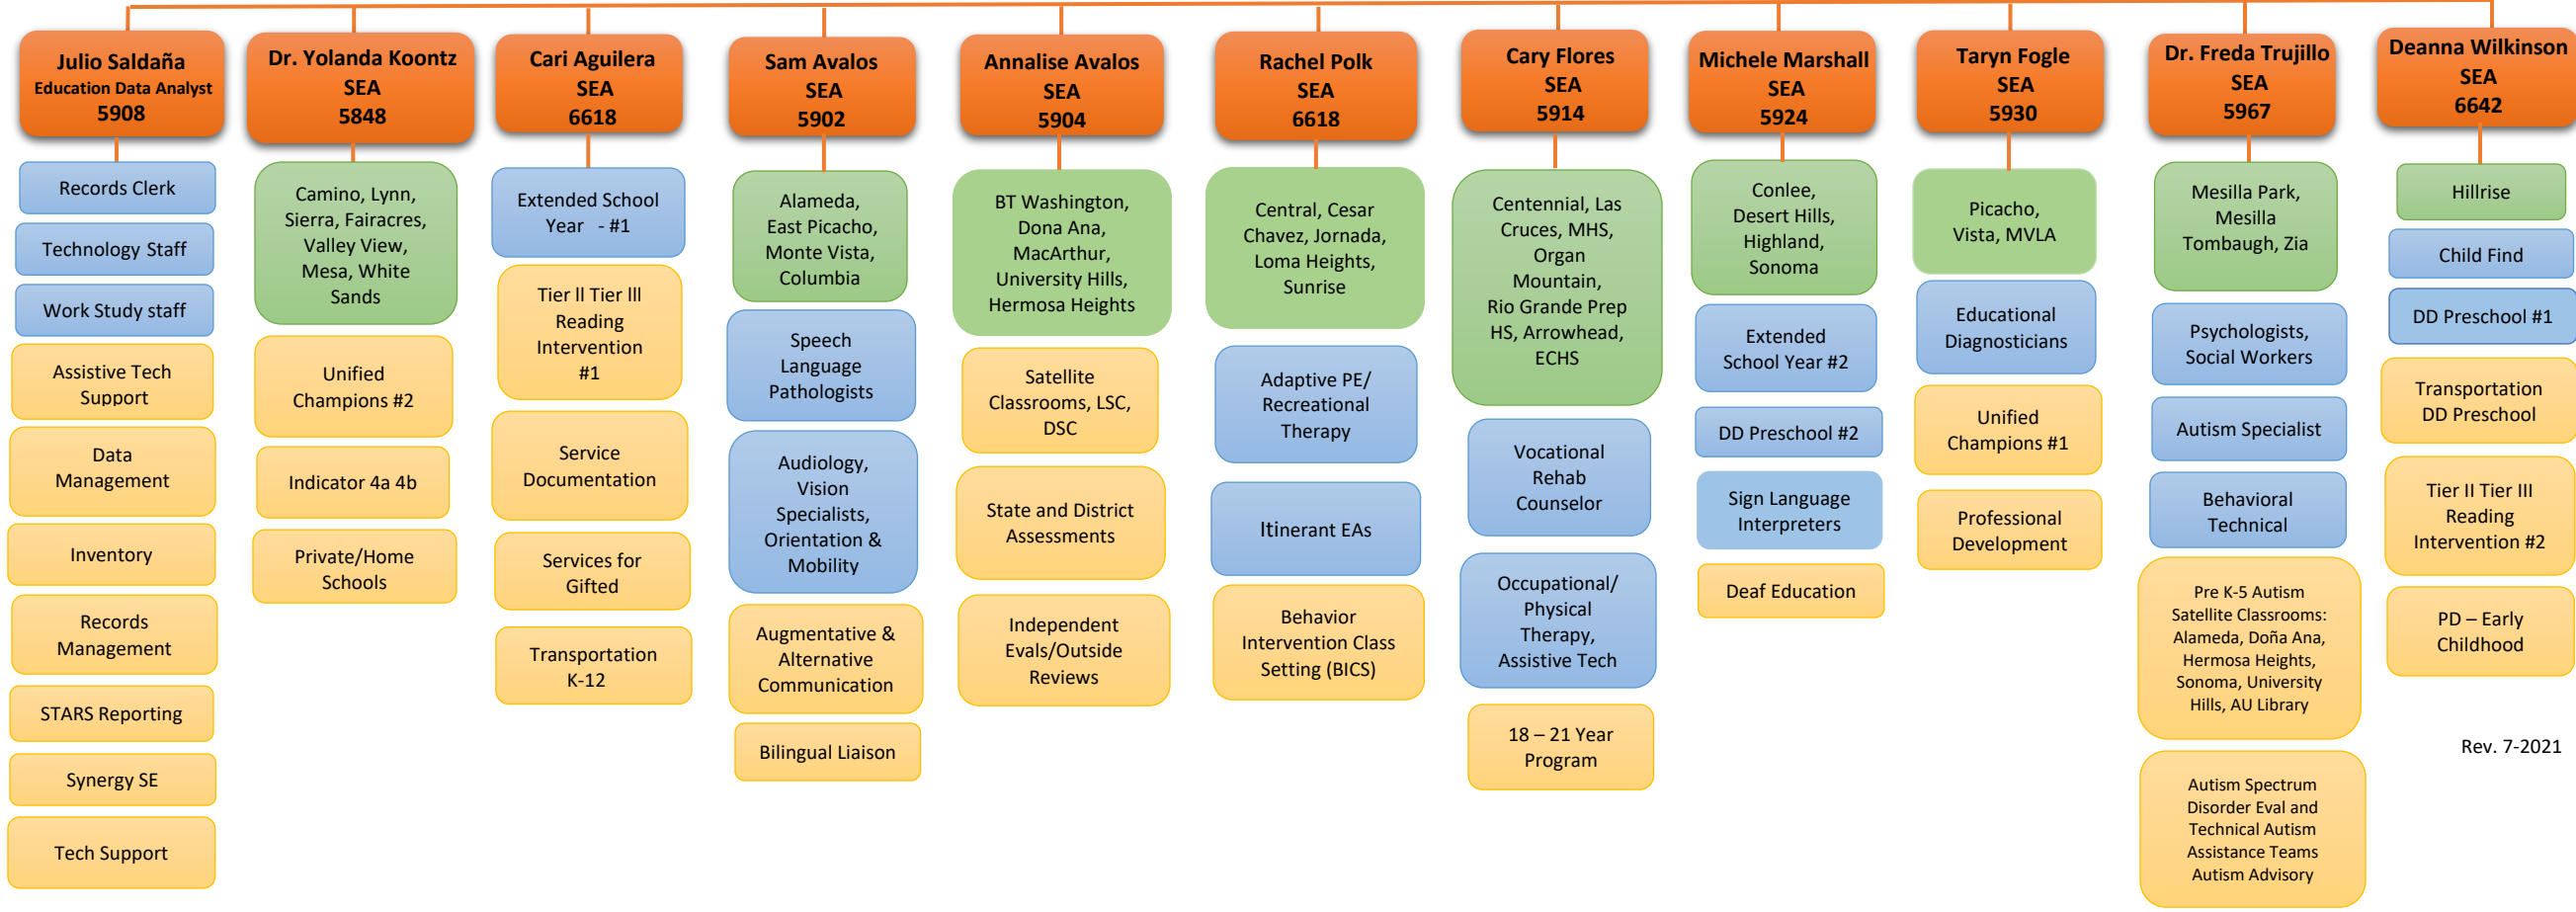 Julio Saldaña
Education Data Analyst
5908
Records Clerk
Technology Staff
Work Study staff
Assistive Tech
Support
Data
Management
Inventory
Records
Management
STARS Reporting
Synergy SE
Tech Support
Dr. Yolanda Koontz
SEA
5848
Camino, Lynn,
Sierra, Fairacres,
Valley View,
Mesa, White
Sands
Unified
Champions #2
Indicator 4a 4b
Private/Home
Schools
Cari Aguilera
SEA
6618
Extended School
Year - #1
Tier II Tier III
Reading
Intervention
#1
Service
Documentation
Services for
Gifted
Transportation
K-12
Sam Avalos
SEA
5902
Alameda,
East Picacho,
Monte Vista,
Columbia
Speech
Language
Pathologists
Audiology,
Vision
Specialists,
Orientation &
Mobility
Augmentative &
Alternative
Communication
Bilingual Liaison
Annalise Avalos
SEA
5904
BT Washington,
Dona Ana,
MacArthur,
University Hills,
Hermosa Heights
Satellite
Classrooms, LSC,
DSC
State and District
Assessments
Independent
Evals/Outside
Reviews
Rachel Polk
SEA
6618
Central, Cesar
Chavez, Jornada,
Loma Heights,
Sunrise
Adaptive PE/
Recreational
Therapy
Itinerant EAs
Behavior
Intervention Class
Setting (BICS)
Cary Flores
SEA
5914
Centennial, Las
Cruces, MHS,
Organ
Mountain,
Rio Grande Prep
HS, Arrowhead,
ECHS
Vocational
Rehab
Counselor
Occupational/
Physical
Therapy,
Assistive Tech
18 – 21 Year
Program
Michele Marshall
SEA
5924
Conlee,
Desert Hills,
Highland,
Sonoma
Extended
School Year #2
DD Preschool #2
Sign Language
Interpreters
Deaf Education
Taryn Fogle
SEA
5930
Picacho,
Vista, MVLA
Educational
Diagnosticians
Unified
Champions #1
Professional
Development
Dr. Freda Trujillo
SEA
5967
Mesilla Park,
Mesilla
Tombaugh, Zia
Psychologists,
Social Workers
Autism Specialist
Behavioral
Technical
Pre K-5 Autism
Satellite Classrooms:
Alameda, Doña Ana,
Hermosa Heights,
Sonoma, University
Hills, AU Library
Autism Spectrum
Disorder Eval and
Technical Autism
Assistance Teams
Autism Advisory
Deanna Wilkinson
SEA
6642
Hillrise
Child Find
DD Preschool #1
Transportation
DD Preschool
Tier II Tier III
Reading
Intervention #2
PD – Early
Childhood
Rev. 7-2021